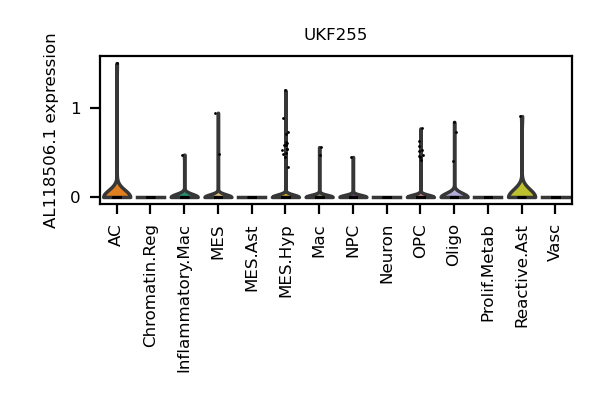 UKF255
AL118506.1 expression
1
0
AC
Chromatin.Reg
Inflammatory.Mac
MES
MES.Ast
MES.Hyp
Mac
NPC
Neuron
OPC
Oligo
Prolif.Metab
Reactive.Ast
Vasc